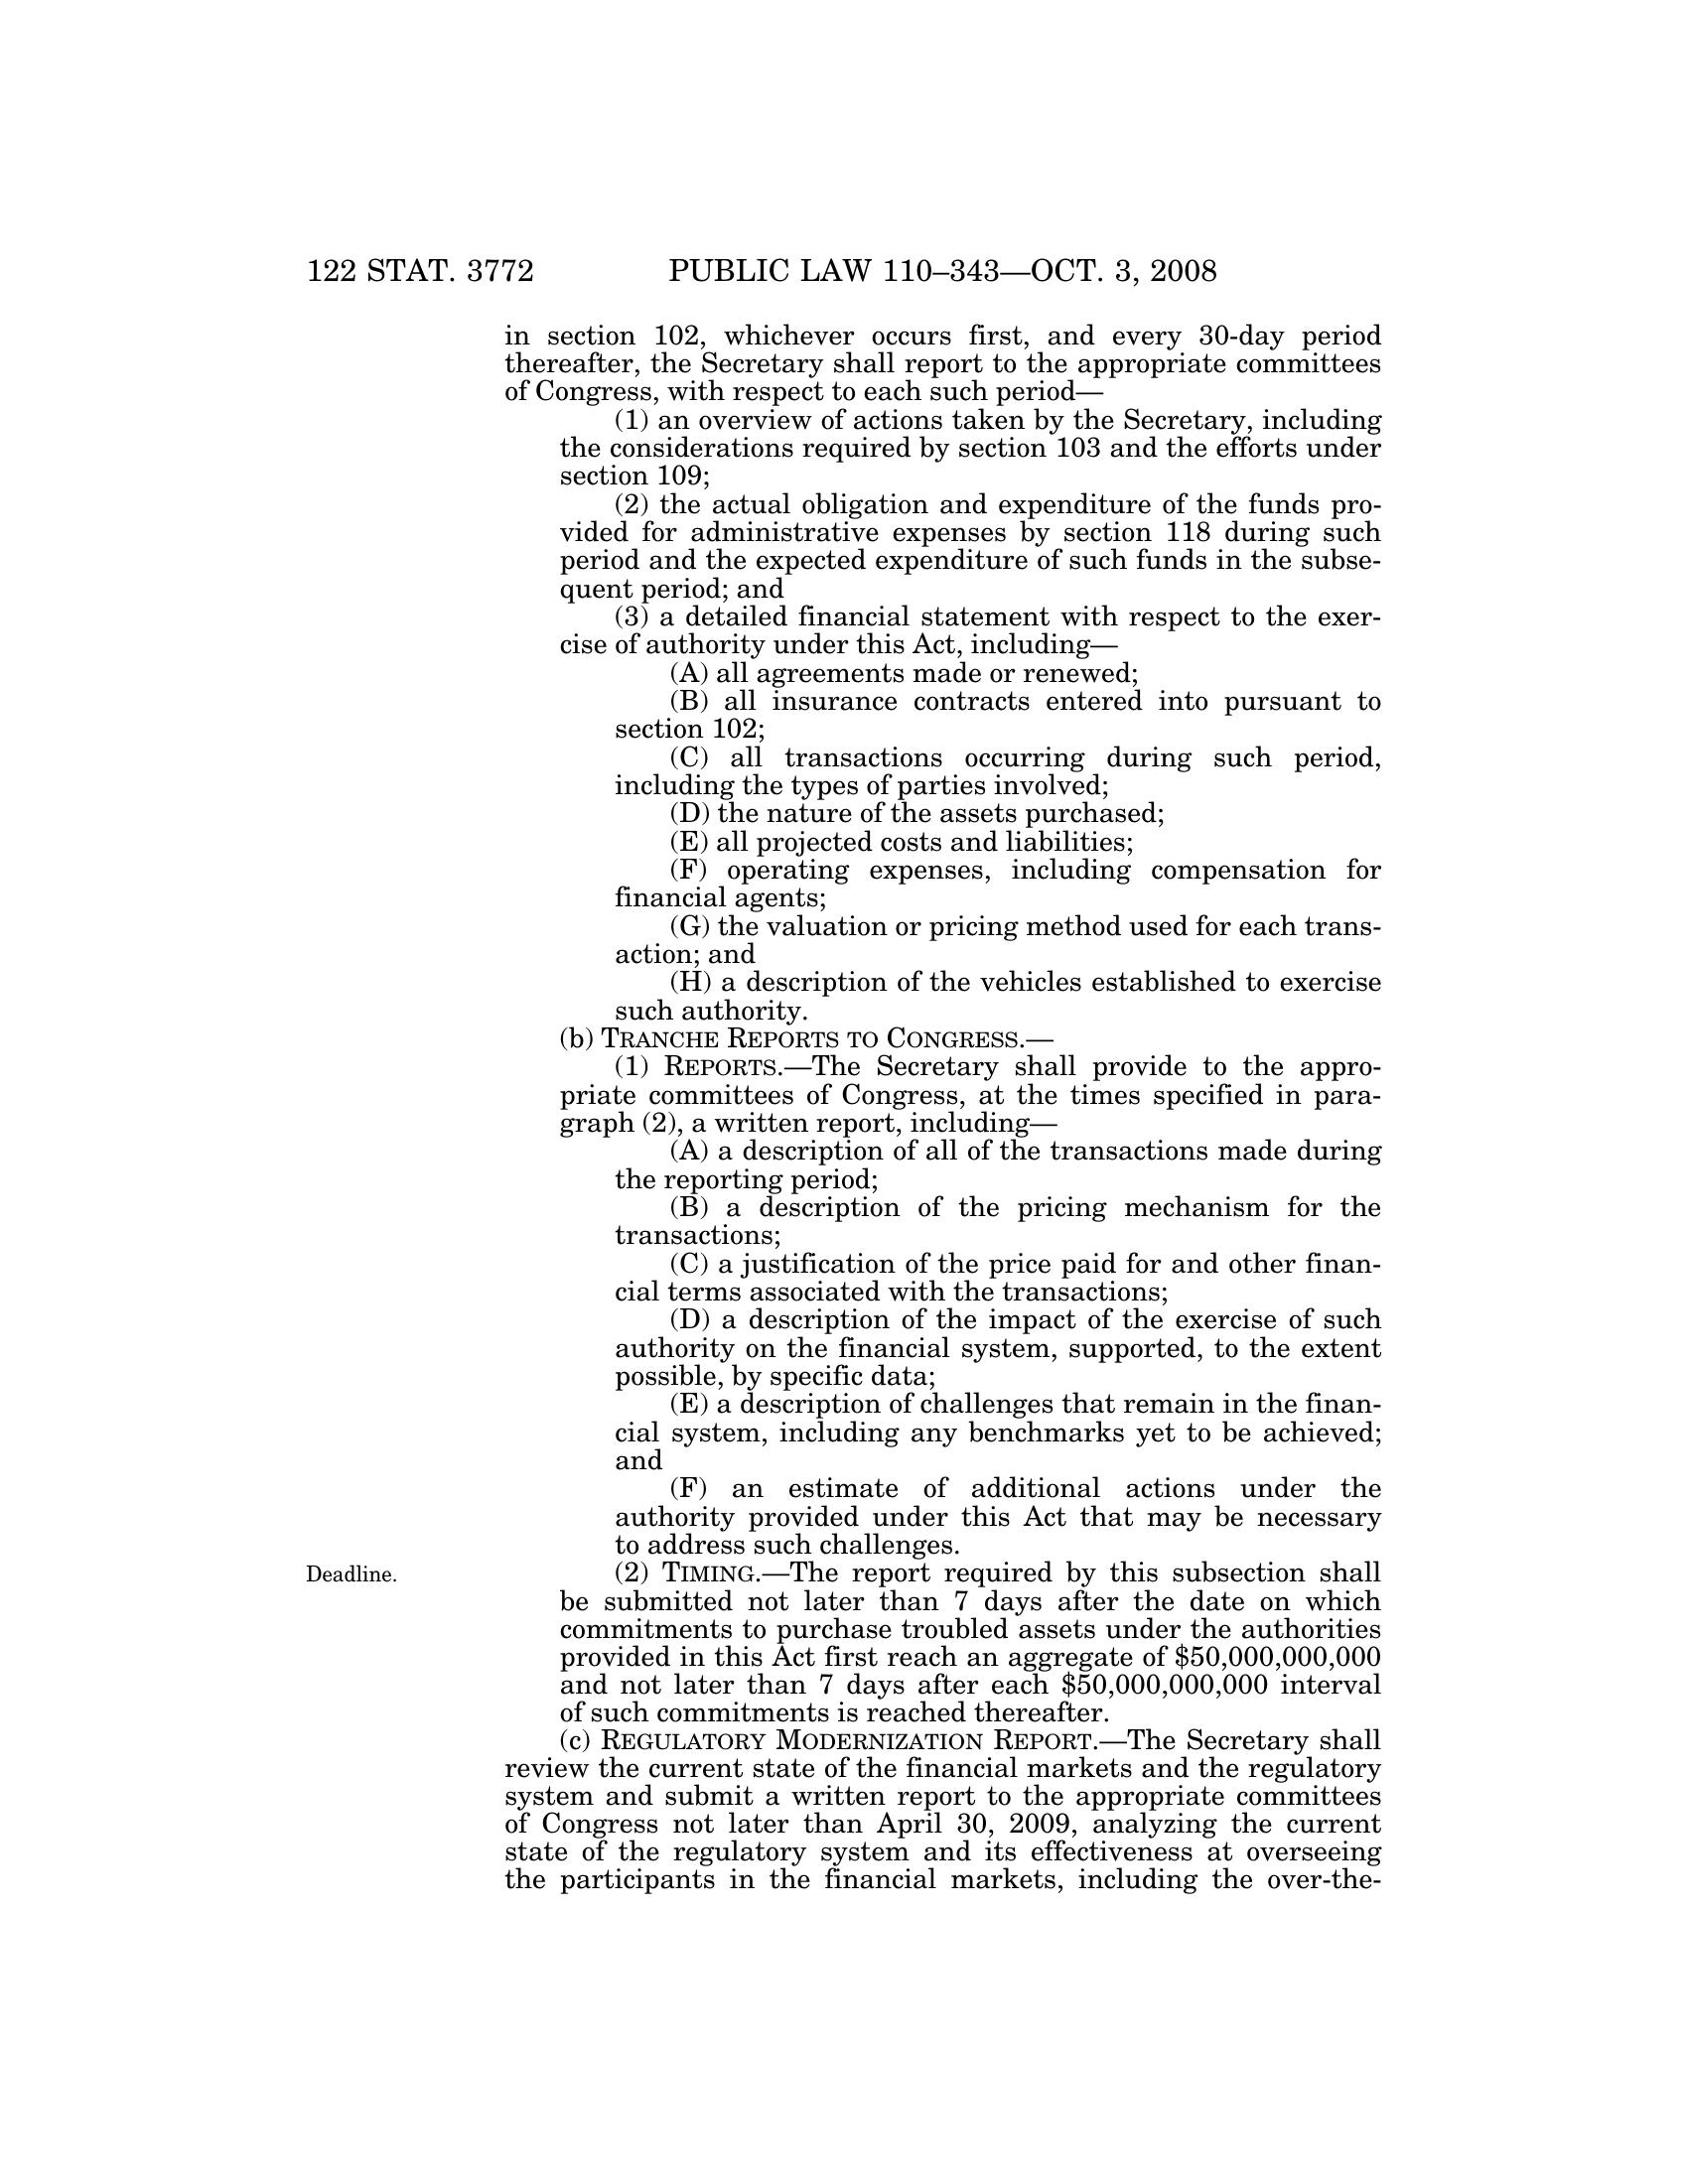 122 STAT. 3772 PUBLIC LAW 110–343—OCT. 3, 2008
in section 102, whichever occurs first, and every 30-day period
thereafter, the Secretary shall report to the appropriate committees
of Congress, with respect to each such period—
(1) an overview of actions taken by the Secretary, including
the considerations required by section 103 and the efforts under
section 109;
(2) the actual obligation and expenditure of the funds pro-
vided for administrative expenses by section 118 during such
period and the expected expenditure of such funds in the subse-
quent period; and
(3) a detailed financial statement with respect to the exer-
cise of authority under this Act, including—
(A) all agreements made or renewed;
(B) all insurance contracts entered into pursuant to
section 102;
(C) all transactions occurring during such period,
including the types of parties involved;
(D) the nature of the assets purchased;
(E) all projected costs and liabilities;
(F) operating expenses, including compensation for
financial agents;
(G) the valuation or pricing method used for each trans-
action; and
(H) a description of the vehicles established to exercise
such authority.
(b) TRANCHE REPORTS TO CONGRESS.—
(1) REPORTS.—The Secretary shall provide to the appro-
priate committees of Congress, at the times specified in para-
graph (2), a written report, including—
(A) a description of all of the transactions made during
the reporting period;
(B) a description of the pricing mechanism for the
transactions;
(C) a justification of the price paid for and other finan-
cial terms associated with the transactions;
(D) a description of the impact of the exercise of such
authority on the financial system, supported, to the extent
possible, by specific data;
(E) a description of challenges that remain in the finan-
cial system, including any benchmarks yet to be achieved;
and
(F) an estimate of additional actions under the
authority provided under this Act that may be necessary
to address such challenges.
Deadline. (2) TIMING.—The report required by this subsection shall
be submitted not later than 7 days after the date on which
commitments to purchase troubled assets under the authorities
provided in this Act first reach an aggregate of $50,000,000,000
and not later than 7 days after each $50,000,000,000 interval
of such commitments is reached thereafter.
(c) REGULATORY MODERNIZATION REPORT.—The Secretary shall
review the current state of the financial markets and the regulatory
system and submit a written report to the appropriate committees
of Congress not later than April 30, 2009, analyzing the current
state of the regulatory system and its effectiveness at overseeing
the participants in the financial markets, including the over-the-